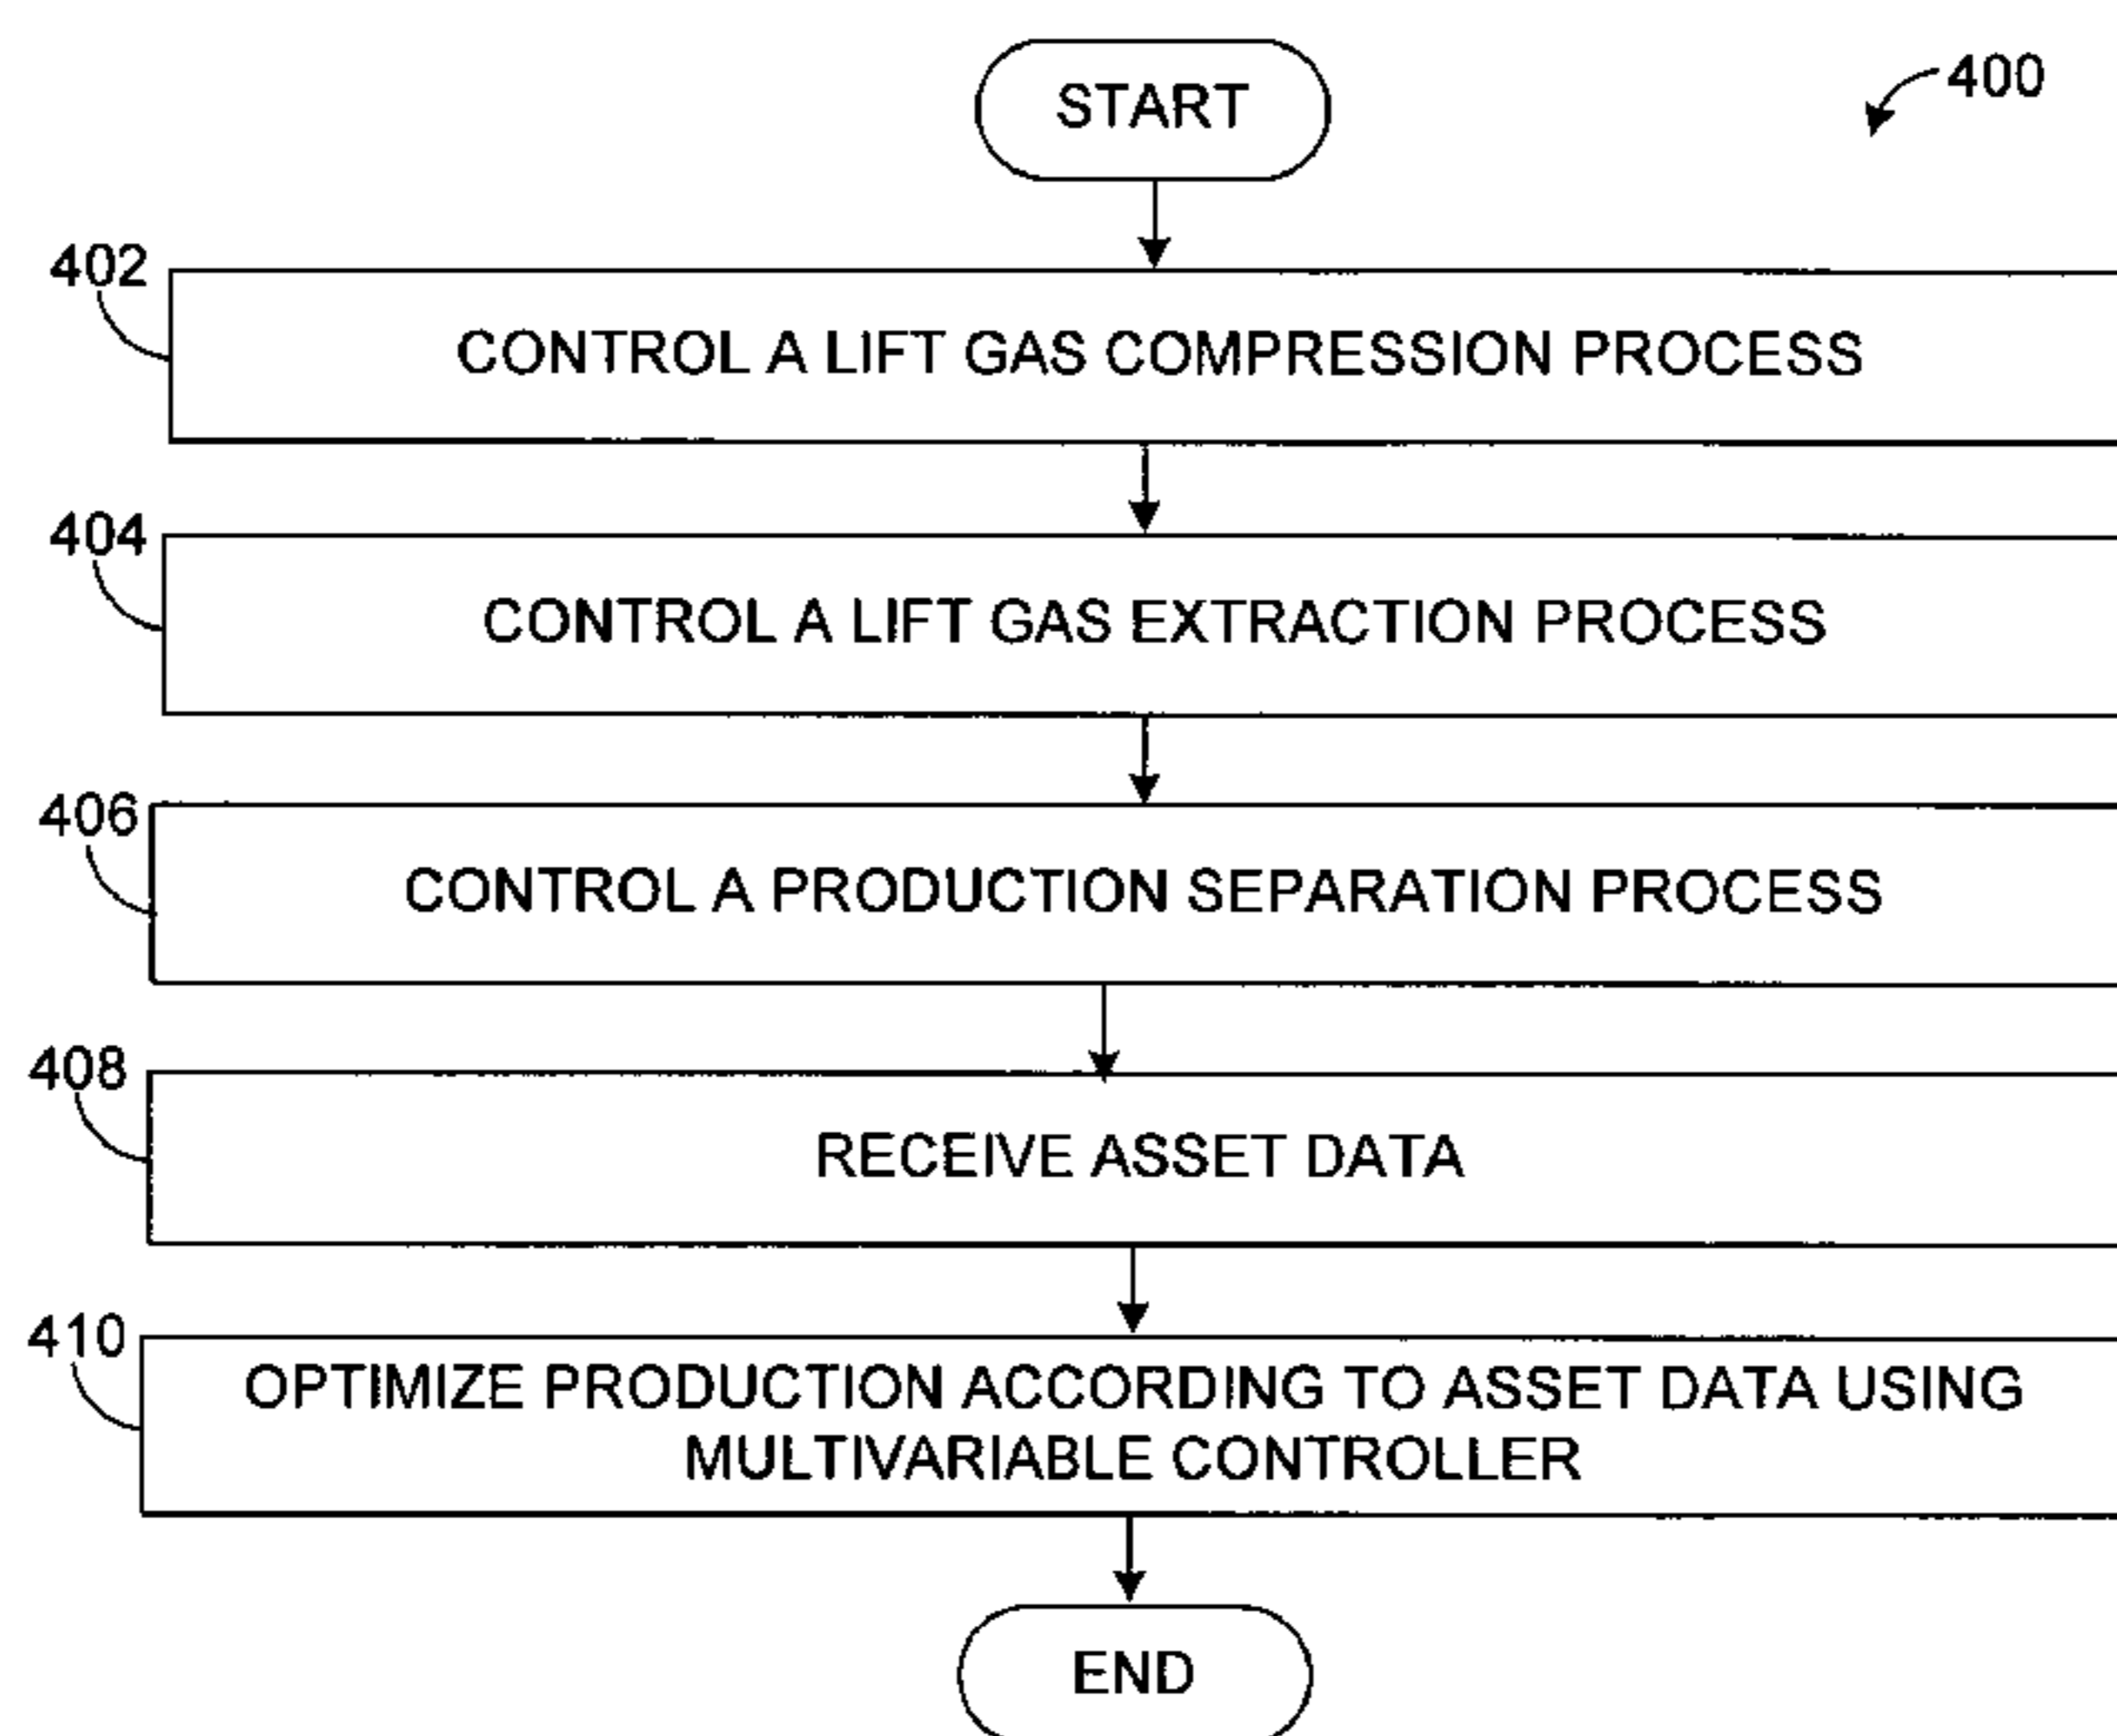 START
400
402
CONTROL A LIFT GAS COMPRESSION PROCESS
404
CONTROL A LIFT GAS EXTRACTION PROCESS
406
CONTROL A PRODUCTION SEPARATION PROCESS
408
RECEIVE ASSET DATA
410
OPTIMIZE PRODUCTION ACCORDING TO ASSET DATA USING
MULTIVARIABLE CONTROLLER
END